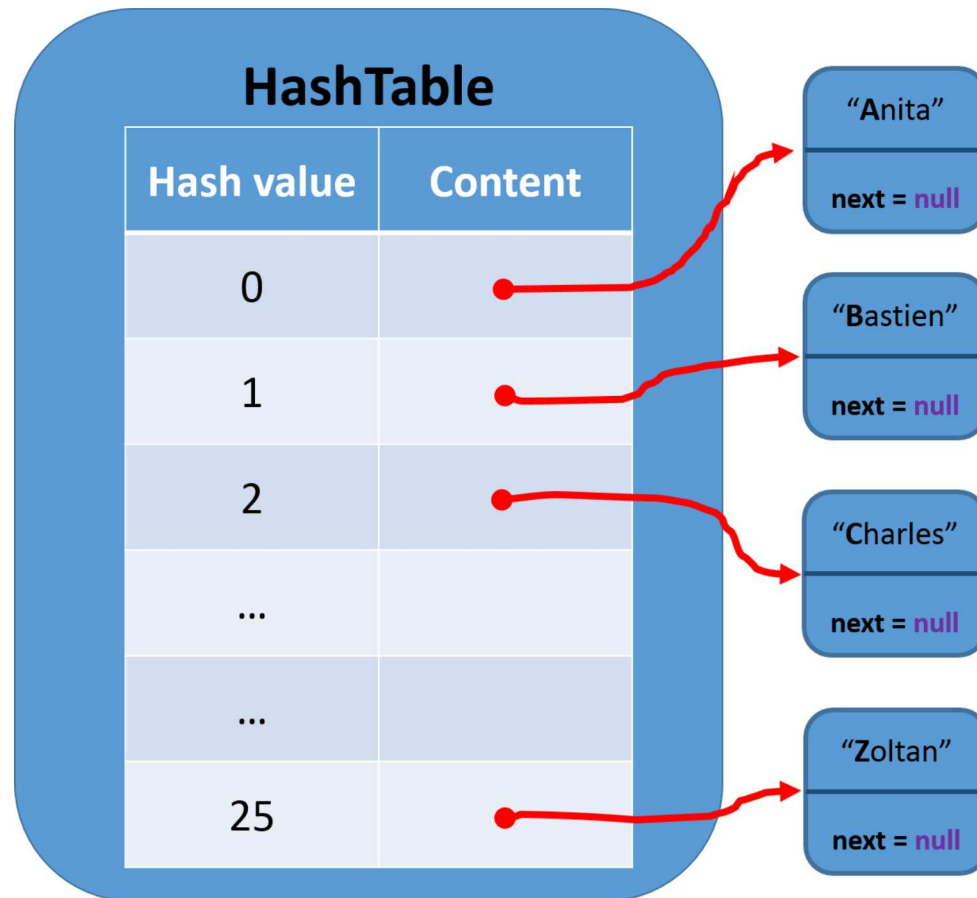 HashTable
Hash value Content
0
1
2
...
...
25
“Anita”
next = null
“Bastien”
next = null
“Charles”
next = null
“Zoltan”
next = null